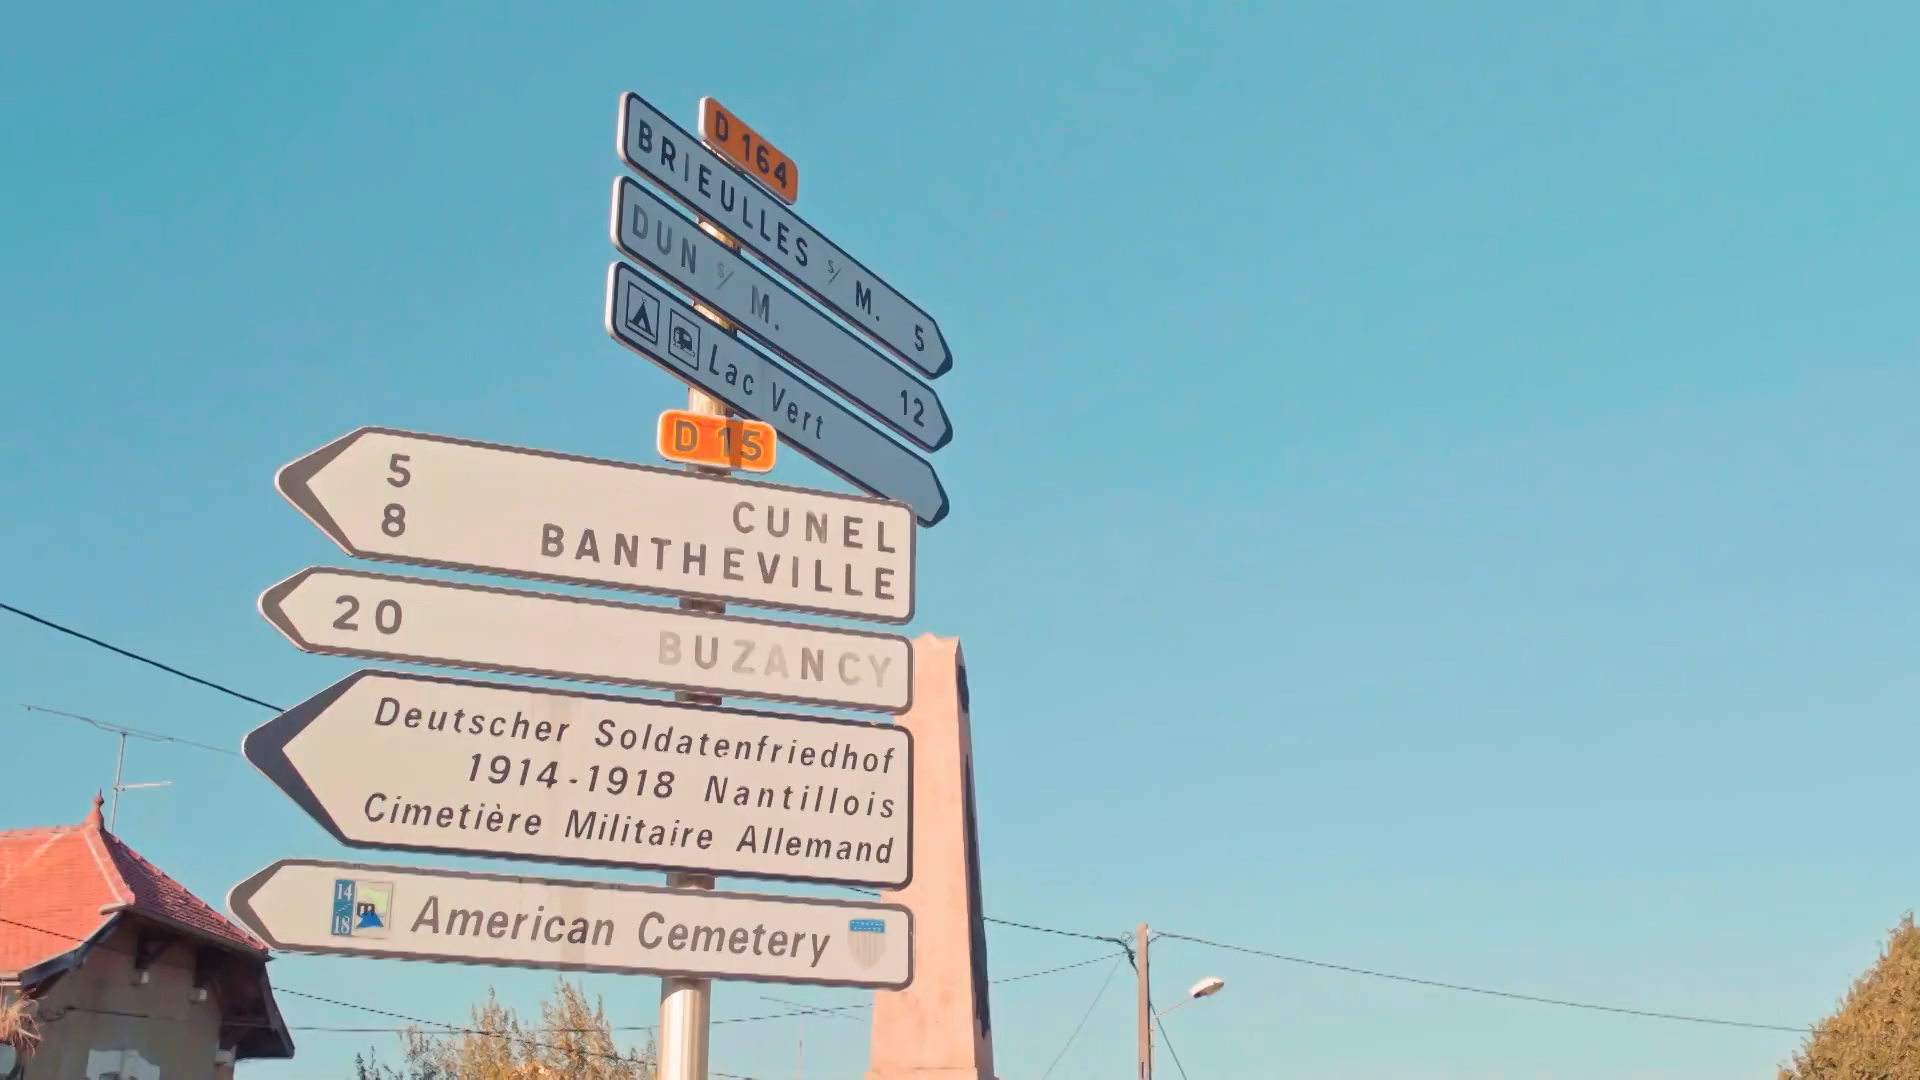 D 164
BRIEULLES s/ M. 5
DUN s/ M. 12
Lac Vert
D 15
5 CUNEL
8 BANTHEVILLE
20 BUZANCY
Deutscher Soldatenfriedhof
1914-1918 Nantillois
Cimetière Militaire Allemand
14 18 American Cemetery